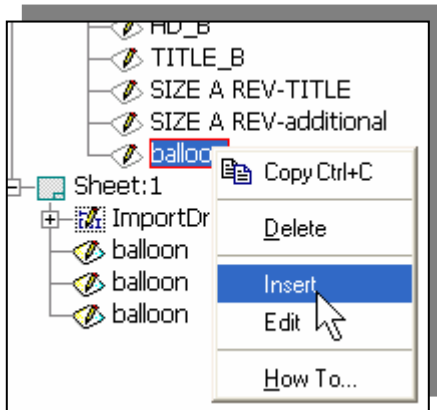 HD_B
TITLE_B
SIZE A REV-TITLE
SIZE A REV-additional
balloon
Copy Ctrl+C
Sheet:1
ImportDr
Delete
balloon
balloon
Insert
balloon
Edit
How To...